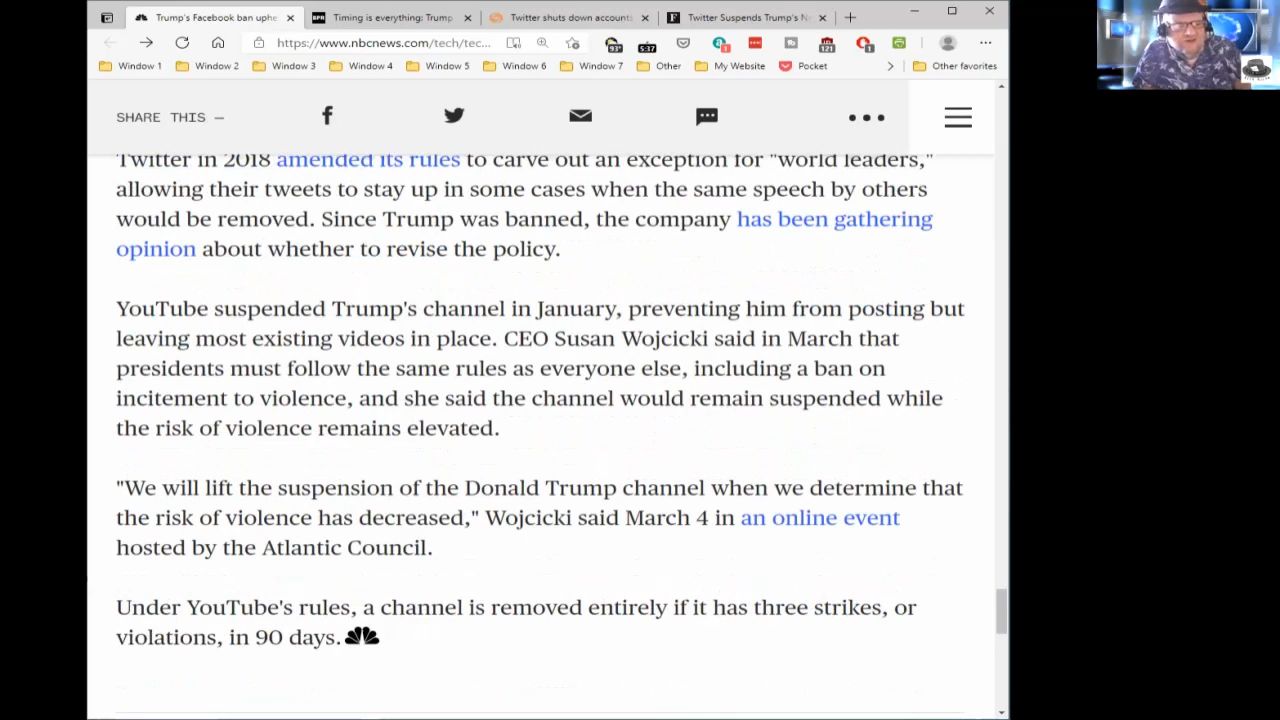 Trump's Facebook ban uphe
Timing is everything: Trump
Twitter shuts down account
Twitter Suspends Trump's N
https://www.nbcnews.com/tech/tec...
93°
5:37
1
121
1
Window 1
Window 2
Window 3
Window 4
Window 5
Window 6
Window 7
Other
My Website
Pocket
Other favorites
SHARE THIS —
Twitter in 2018 amended its rules to carve out an exception for "world leaders,"
allowing their tweets to stay up in some cases when the same speech by others
would be removed. Since Trump was banned, the company has been gathering
opinion about whether to revise the policy.
YouTube suspended Trump's channel in January, preventing him from posting but
leaving most existing videos in place. CEO Susan Wojcicki said in March that
presidents must follow the same rules as everyone else, including a ban on
incitement to violence, and she said the channel would remain suspended while
the risk of violence remains elevated.
"We will lift the suspension of the Donald Trump channel when we determine that
the risk of violence has decreased," Wojcicki said March 4 in an online event
hosted by the Atlantic Council.
Under YouTube's rules, a channel is removed entirely if it has three strikes, or
violations, in 90 days.